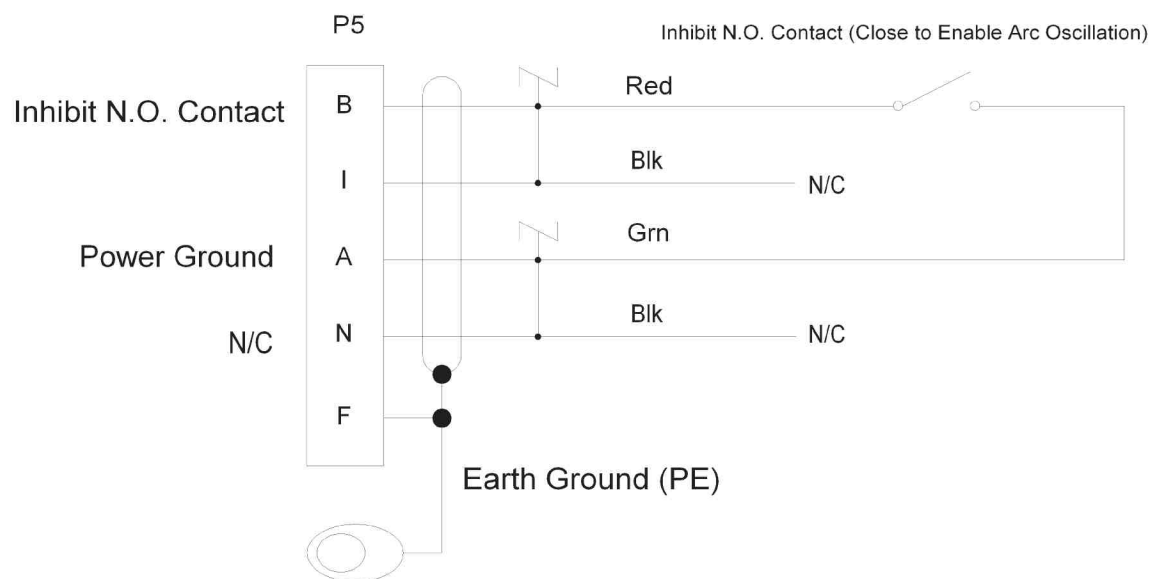 P5
Inhibit N.O. Contact (Close to Enable Arc Oscillation)
Inhibit N.O. Contact
B
Red
I
Blk
N/C
Power Ground
A
Grn
N/C
N
Blk
N/C
F
Earth Ground (PE)